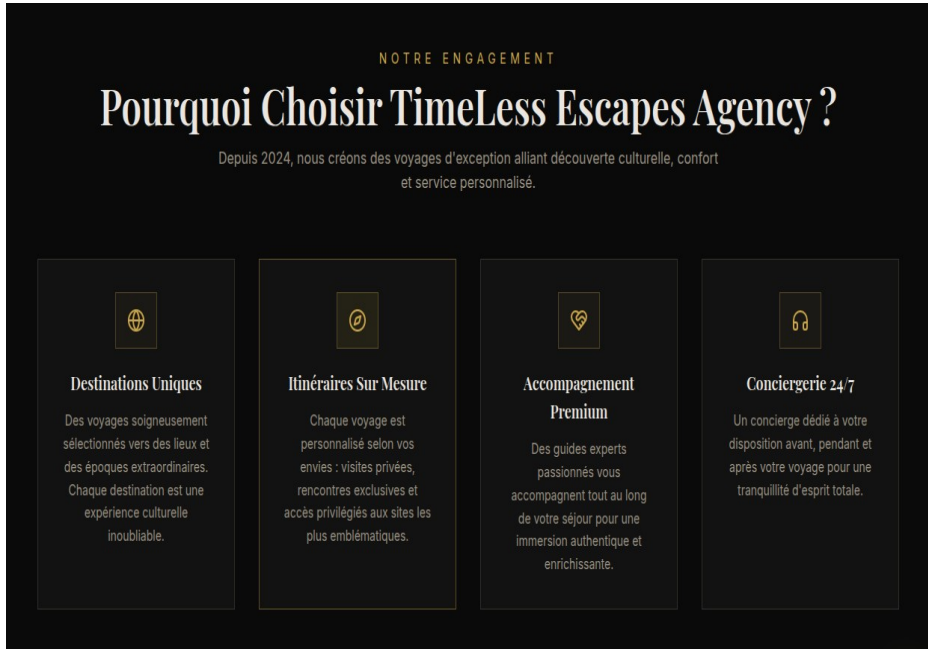 NOTRE ENGAGEMENT
Pourquoi Choisir TimeLess Escapes Agency ?
Depuis 2024, nous créons des voyages d'exception alliant découverte culturelle, confort
et service personnalisé.
Destinations Uniques
Des voyages soigneusement
sélectionnés vers des lieux et
des époques extraordinaires.
Chaque destination est une
expérience culturelle
inoubliable.
Itinéraires Sur Mesure
Chaque voyage est
personnalisé selon vos
envies : visites privées,
rencontres exclusives et
accès privilégiés aux sites les
plus emblématiques.
Accompagnement
Premium
Des guides experts
passionnés vous
accompagnent tout au long
de votre séjour pour une
immersion authentique et
enrichissante.
Conciergerie 24/7
Un concierge dédié à votre
disposition avant, pendant et
après votre voyage pour une
tranquillité d'esprit totale.